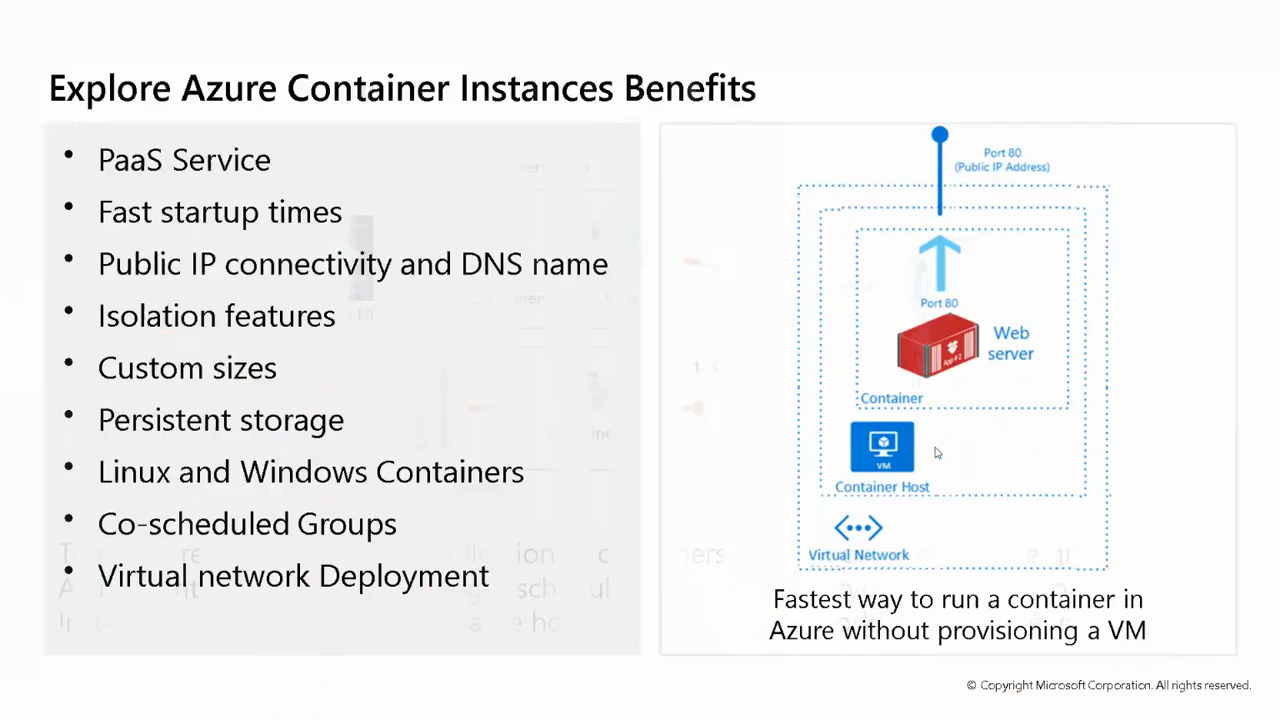 Explore Azure Container Instances Benefits
• PaaS Service
• Fast startup times
• Public IP connectivity and DNS name
• Isolation features
• Custom sizes
• Persistent storage
• Linux and Windows Containers
• Co-scheduled Groups
• Virtual network Deployment
Port 80
(Public IP Address)
Port 80
Web
server
App # 2
Container
VM
Container Host
Virtual Network
Fastest way to run a container in
Azure without provisioning a VM
© Copyright Microsoft Corporation. All rights reserved.